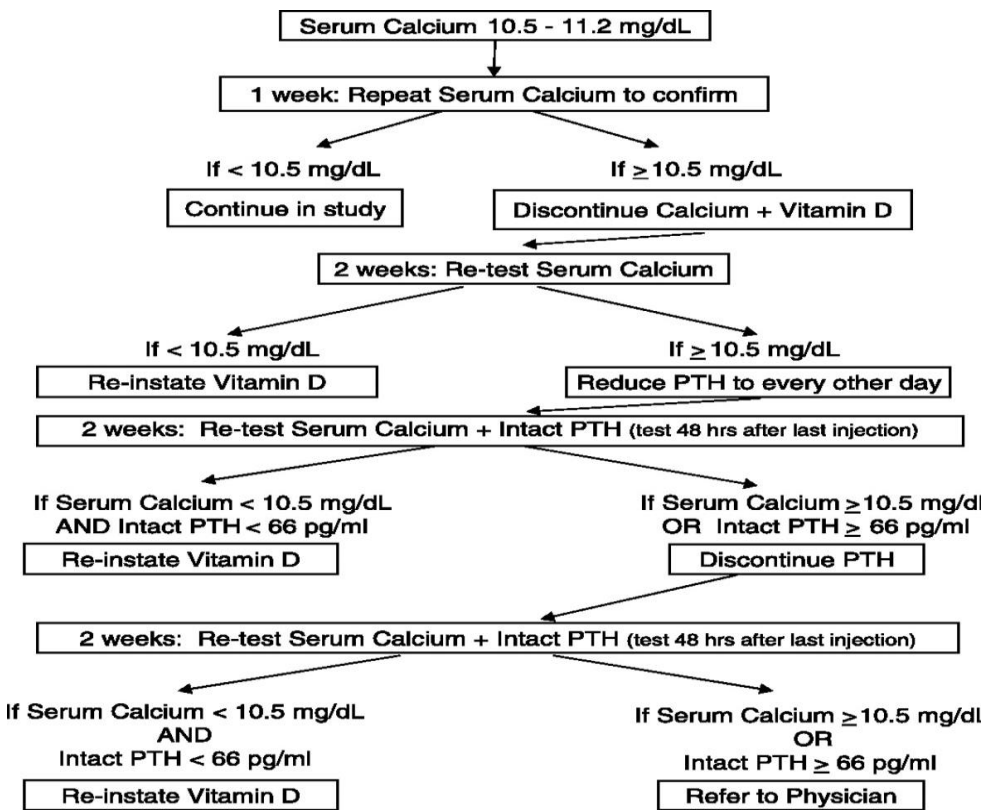 Serum Calcium 10.5 - 11.2 mg/dL
1 week: Repeat Serum Calcium to confirm
If < 10.5 mg/dL
Continue in study
If ≥ 10.5 mg/dL
Discontinue Calcium + Vitamin D
2 weeks: Re-test Serum Calcium
If < 10.5 mg/dL
Re-instate Vitamin D
If ≥ 10.5 mg/dL
Reduce PTH to every other day
2 weeks: Re-test Serum Calcium + Intact PTH (test 48 hrs after last injection)
If Serum Calcium < 10.5 mg/dL
AND Intact PTH < 66 pg/ml
Re-instate Vitamin D
If Serum Calcium ≥10.5 mg/dL
OR Intact PTH ≥ 66 pg/ml
Discontinue PTH
2 weeks: Re-test Serum Calcium + Intact PTH (test 48 hrs after last injection)
If Serum Calcium < 10.5 mg/dL
AND
Intact PTH < 66 pg/ml
Re-instate Vitamin D
If Serum Calcium ≥10.5 mg/dL
OR
Intact PTH ≥ 66 pg/ml
Refer to Physician